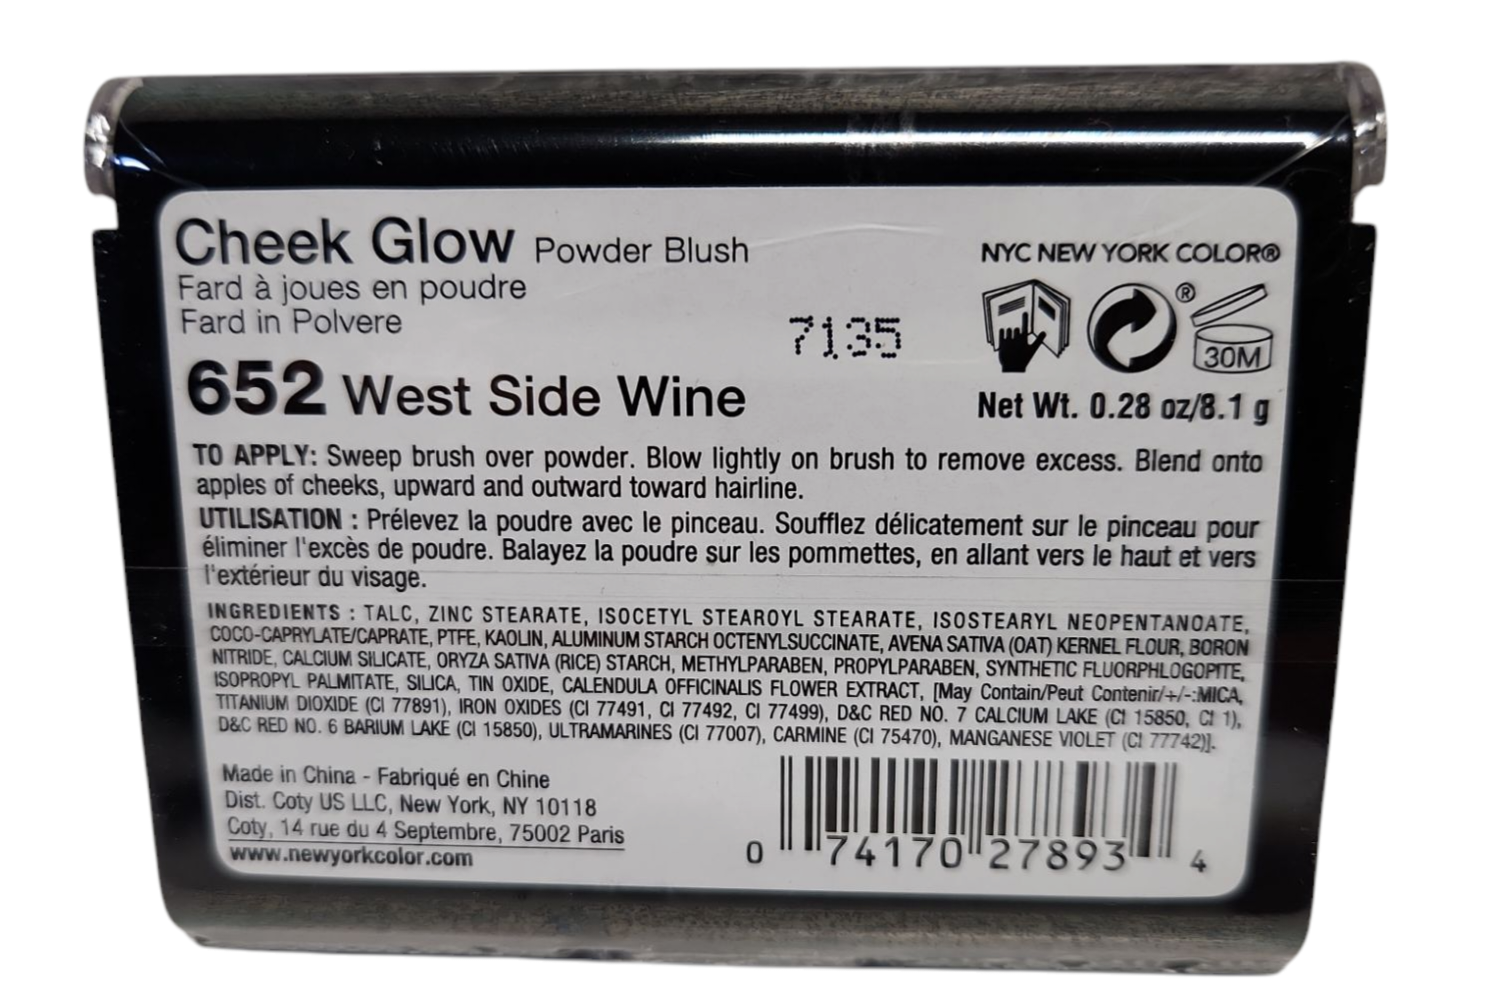 Cheek Glow Powder Blush
Fard à joues en poudre
Fard in Polvere
652 West Side Wine
7135
NYC NEW YORK COLOR®
®
30M
Net Wt. 0.28 oz/8.1 g
TO APPLY: Sweep brush over powder. Blow lightly on brush to remove excess. Blend onto
apples of cheeks, upward and outward toward hairline.
UTILISATION : Prélevez la poudre avec le pinceau. Soufflez délicatement sur le pinceau pour
éliminer l'excès de poudre. Balayez la poudre sur les pommettes, en allant vers le haut et vers
l'extérieur du visage.
INGREDIENTS : TALC, ZINC STEARATE, ISOCETYL STEAROYL STEARATE, ISOSTEARYL NEOPENTANOATE,
COCO-CAPRYLATE/CAPRATE, PTFE, KAOLIN, ALUMINUM STARCH OCTENYLSUCCINATE, AVENA SATIVA (OAT) KERNEL FLOUR, BORON
NITRIDE, CALCIUM SILICATE, ORYZA SATIVA (RICE) STARCH, METHYLPARABEN, PROPYLPARABEN, SYNTHETIC FLUORPHLOGOPITE,
ISOPROPYL PALMITATE, SILICA, TIN OXIDE, CALENDULA OFFICINALIS FLOWER EXTRACT, [May Contain/Peut Contenir/+/-:MICA,
TITANIUM DIOXIDE (CI 77891), IRON OXIDES (CI 77491, CI 77492, CI 77499), D&C RED NO. 7 CALCIUM LAKE (CI 15850, CI 1),
D&C RED NO. 6 BARIUM LAKE (CI 15850), ULTRAMARINES (CI 77007), CARMINE (CI 75470), MANGANESE VIOLET (CI 77742)].
Made in China - Fabriqué en Chine
Dist. Coty US LLC, New York, NY 10118
Coty, 14 rue du 4 Septembre, 75002 Paris
www.newyorkcolor.com
0 74170 27893 4